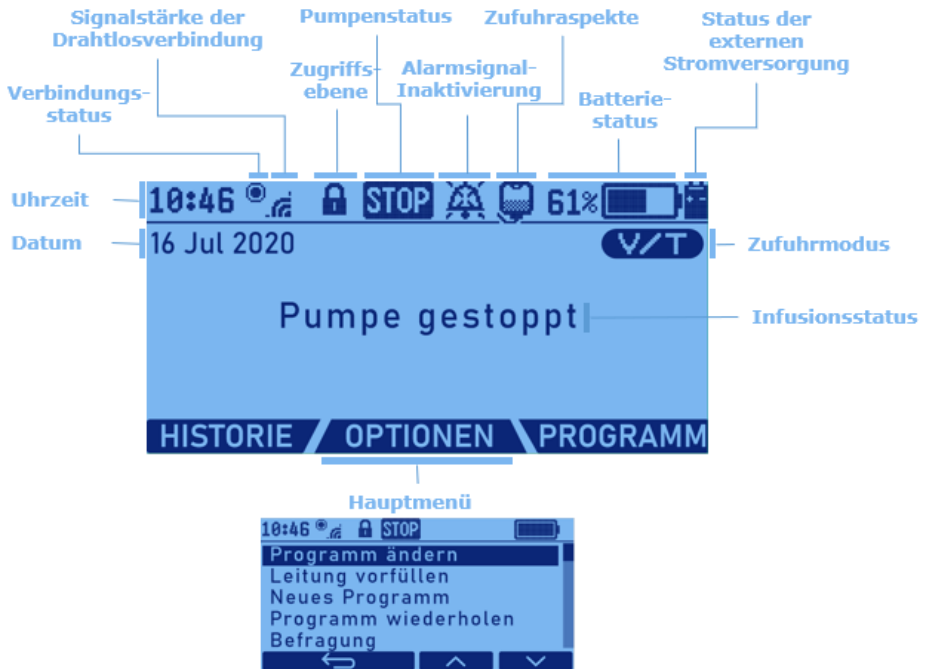 Signalstärke der
Drahtlosverbindung
Pumpenstatus
Zufuhraspekte
Status der
externen
Stromversorgung
Verbindungs-
status
Zugriffs-
ebene
Alarmsignal-
Inaktivierung
Batterie-
status
Uhrzeit
10:46 STOP 61%
Datum
16 Jul 2020
V/T
Zufuhrmodus
Pumpe gestoppt
Infusionsstatus
HISTORIE OPTIONEN PROGRAMM
Hauptmenü
10:46 STOP
Programm ändern
Leitung vorfüllen
Neues Programm
Programm wiederholen
Befragung